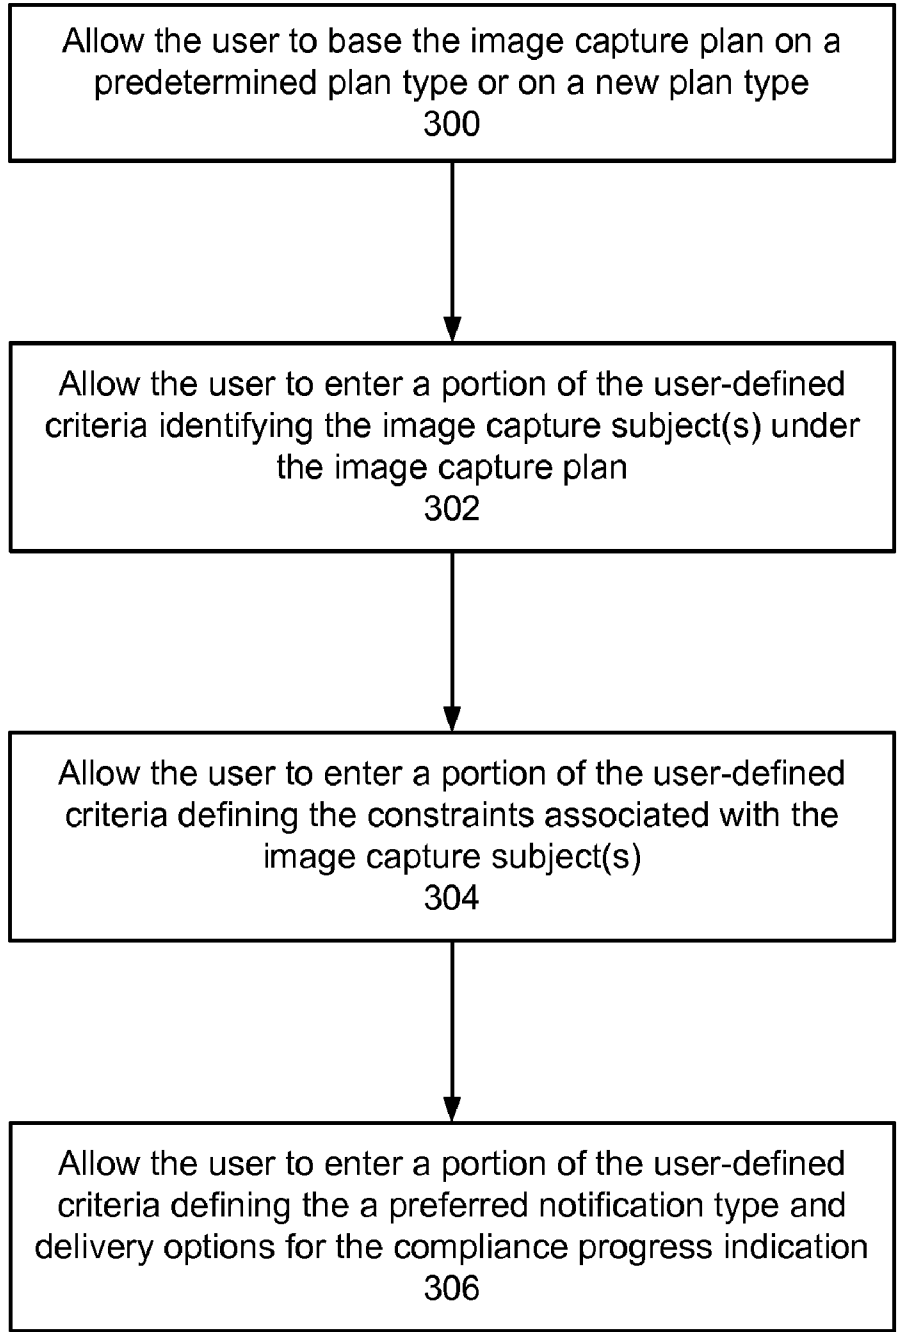 Allow the user to base the image capture plan on a
predetermined plan type or on a new plan type
300
Allow the user to enter a portion of the user-defined
criteria identifying the image capture subject(s) under
the image capture plan
302
Allow the user to enter a portion of the user-defined
criteria defining the constraints associated with the
image capture subject(s)
304
Allow the user to enter a portion of the user-defined
criteria defining the a preferred notification type and
delivery options for the compliance progress indication
306